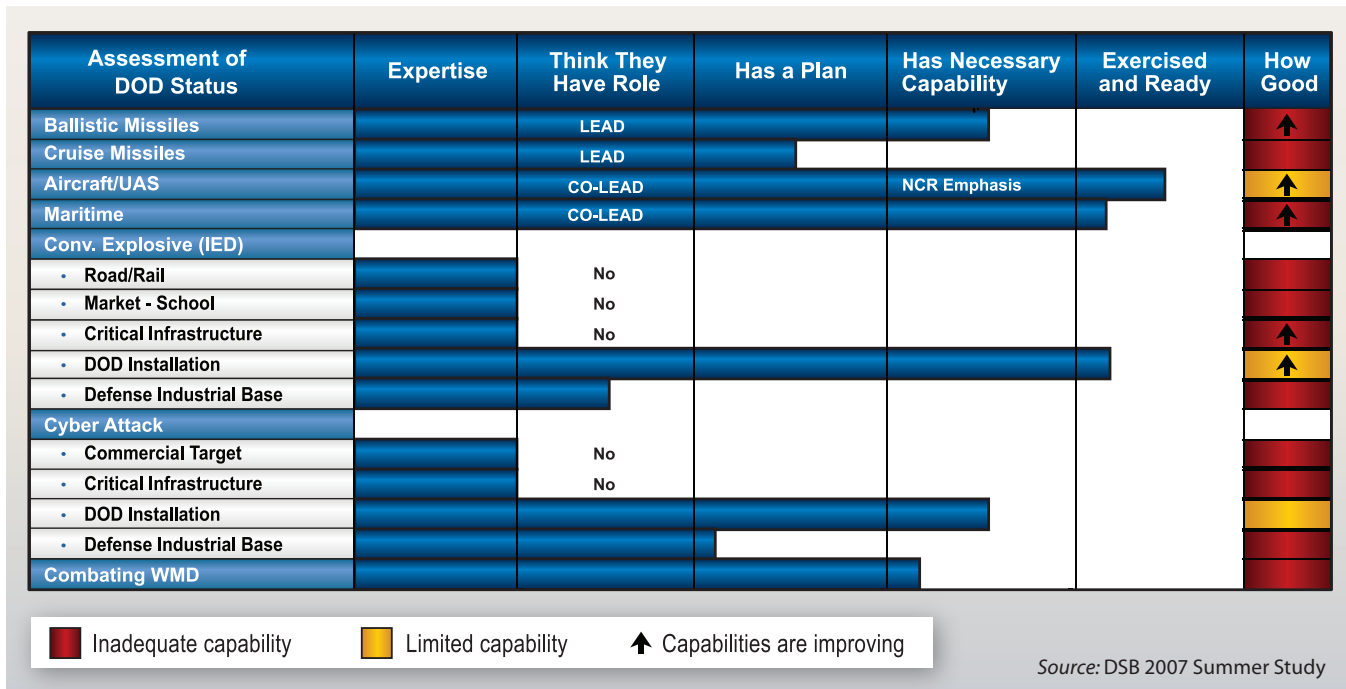 Assessment of
DOD Status
Expertise
Think They
Have Role
Has a Plan
Has Necessary
Capability
Exercised
and Ready
How
Good
Ballistic Missiles
LEAD
Cruise Missiles
LEAD
Aircraft/UAS
CO-LEAD
NCR Emphasis
Maritime
CO-LEAD
Conv. Explosive (IED)
• Road/Rail
No
• Market - School
No
• Critical Infrastructure
No
• DOD Installation
• Defense Industrial Base
Cyber Attack
• Commercial Target
No
• Critical Infrastructure
No
• DOD Installation
• Defense Industrial Base
Combating WMD
Inadequate capability
Limited capability
Capabilities are improving
Source: DSB 2007 Summer Study